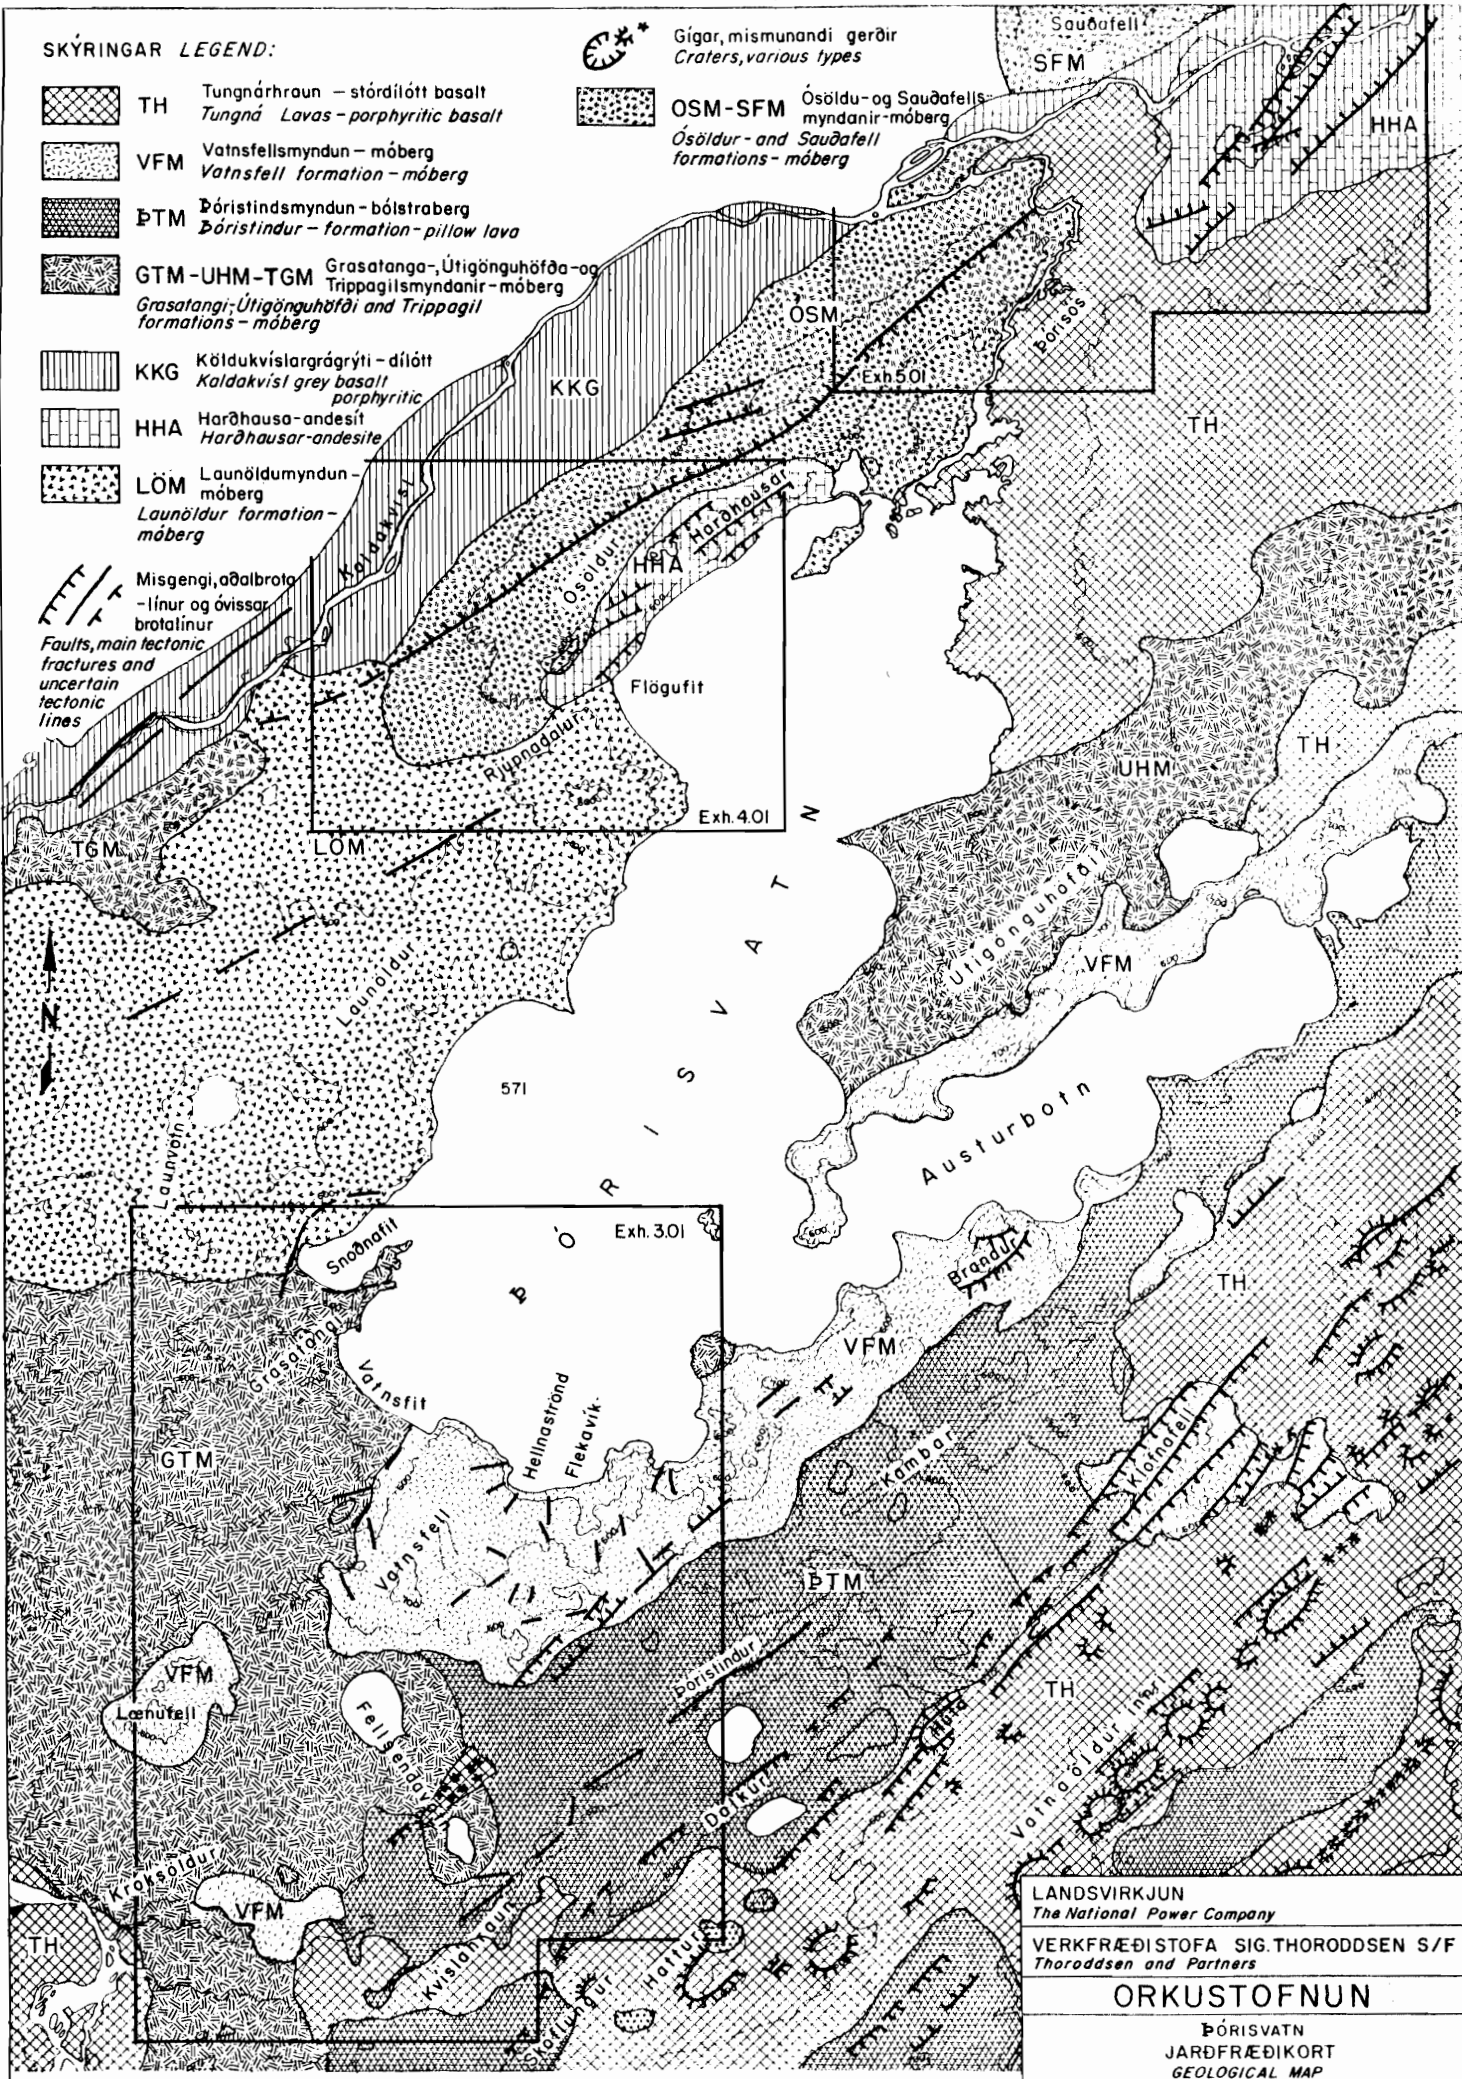 SKÝRINGAR LEGEND:
TH Tungnárhraun – stórdílótt basalt
Tungná Lavas – porphyritic basalt
VFM Vatnsfellsmyndun – móberg
Vatnsfell formation – móberg
ÞTM Þóristindsmyndun – bólstraberg
Þóristindur – formation – pillow lava
GTM-UHM-TGM Grasatanga-, Útigönguhöfða- og
Trippagilsmyndanir – móberg
Grasatangi-, Útigönguhöfði and Trippagil
formations – móberg
KKG Köldukvíslargrágrýti – dílótt
Kaldakvísl grey basalt
porphyritic
HHA Harðhausa-andesít
Harðhausar-andesite
LÖM Launöldumyndun –
móberg
Launöldur formation –
móberg
Misgengi, aðalbrota
-línur og óvissar
brotalínur
Faults, main tectonic
fractures and
uncertain
tectonic
lines
Gígar, mismunandi gerðir
Craters, various types
OSM-SFM Ósöldu- og Sauðafells-
myndanir-móberg
Ósöldur- and Sauðafell
formations - móberg
Sauðafell
SFM
HHA
ÓSM
Þórisós
Exh. 5.01
KKG
TH
Kaldakvísl
Harðhausar
HHA
Ósöldur
Flögufit
Rjúpnadalur
Exh. 4.01
TH
UHM
TGM
LÖM
Útigönguhöfði
VFM
Launöldur
N
571
ÞÓRISVATN
Austurbotn
Launvötn
Exh. 3.01
Snoðnafit
Brandur
TH
Grasatangi
VFM
Vatnsfit
Hellnaströnd
Flekavík
GTM
Kambar
Klofnafell
Vatnsfell
ÞTM
Þóristindur
VFM
Lænufell
TH
Fellsendavatn
Vatnaöldur Inni
Dalkur
Króksöldur
VFM
TH
Kvíslarhraun
Hattur
Skoflungur
LANDSVIRKJUN
The National Power Company
VERKFRÆÐISTOFA SIG. THORODDSEN S/F
Thoroddsen and Partners
ORKUSTOFNUN
ÞÓRISVATN
JARÐFRÆÐIKORT
GEOLOGICAL MAP